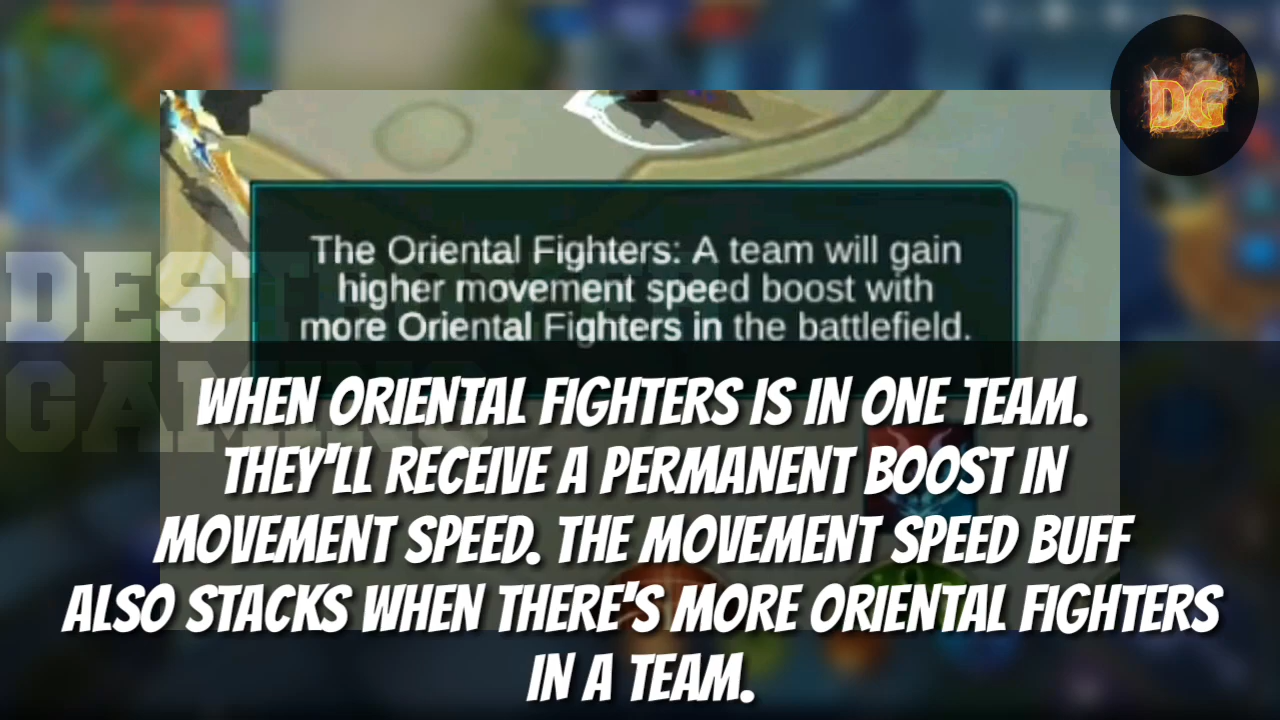 DG
The Oriental Fighters: A team will gain
higher movement speed boost with
more Oriental Fighters in the battlefield.
DEST
GAMING
WHEN ORIENTAL FIGHTERS IS IN ONE TEAM.
THEY'LL RECEIVE A PERMANENT BOOST IN
MOVEMENT SPEED. THE MOVEMENT SPEED BUFF
ALSO STACKS WHEN THERE'S MORE ORIENTAL FIGHTERS
IN A TEAM.